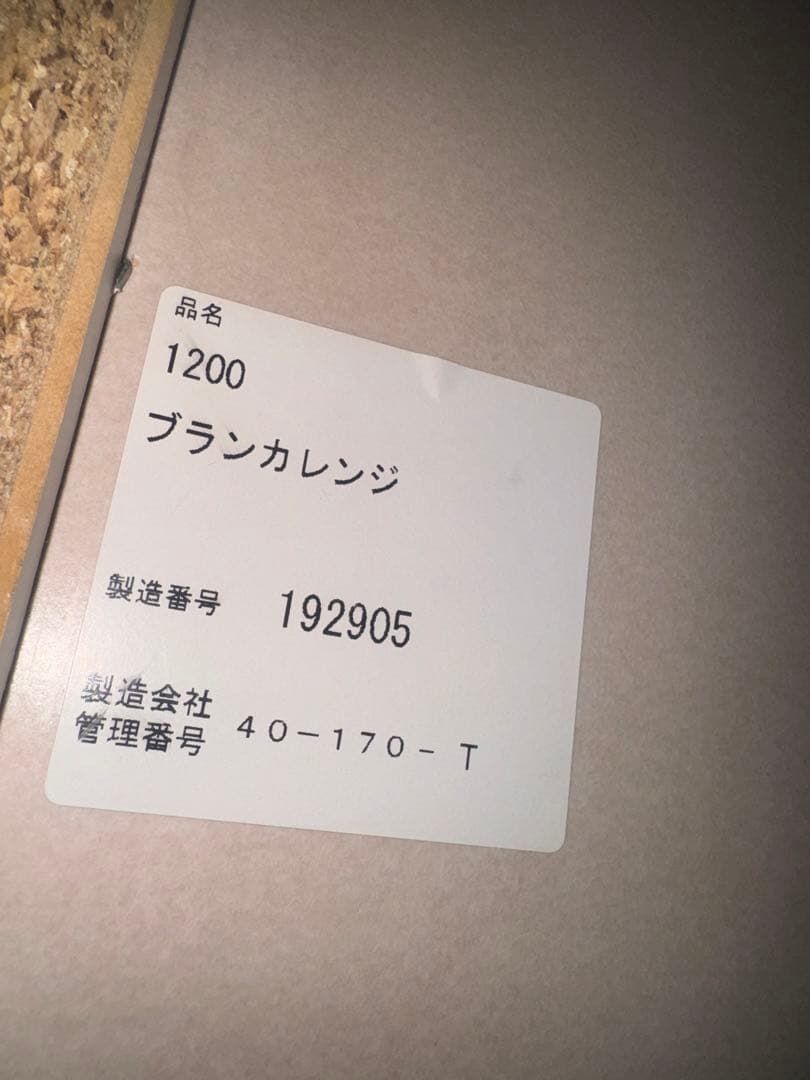 品名
1200
ブランカレンジ
製造番号 192905
製造会社
管理番号 40-170-T